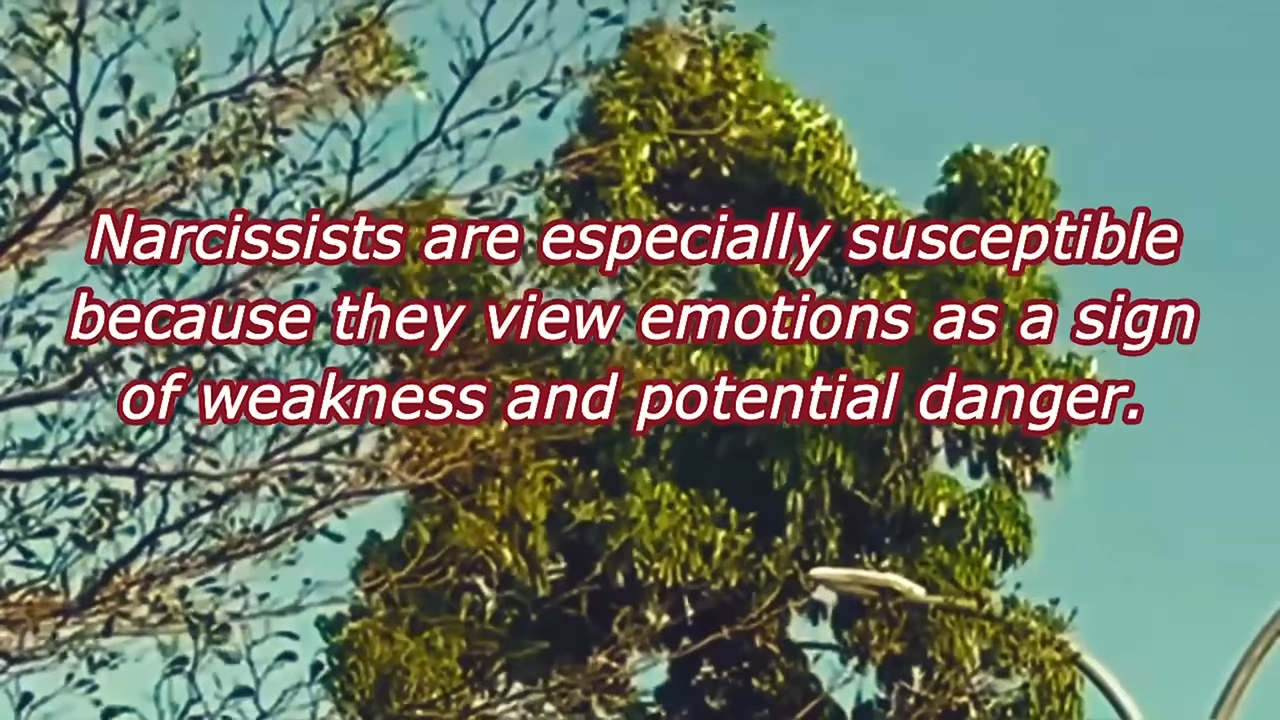 Narcissists are especially susceptible
because they view emotions as a sign
of weakness and potential danger.